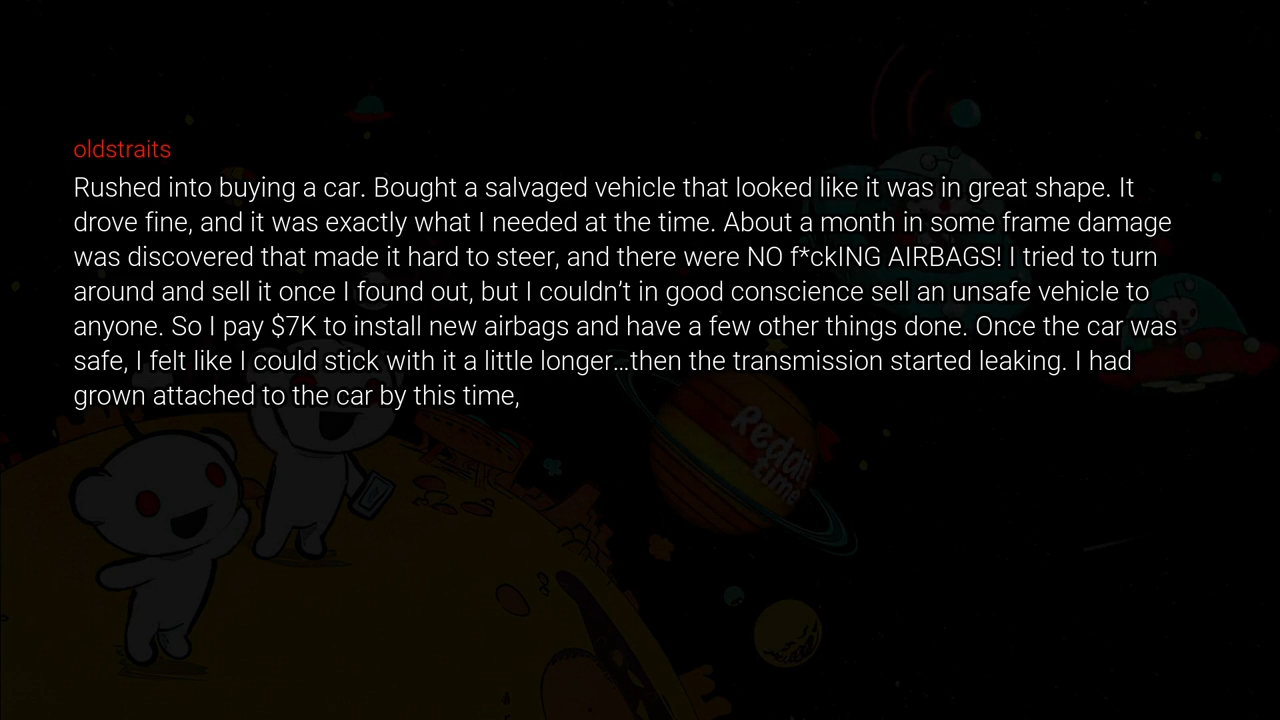 oldstraits
Rushed into buying a car. Bought a salvaged vehicle that looked like it was in great shape. It
drove fine, and it was exactly what I needed at the time. About a month in some frame damage
was discovered that made it hard to steer, and there were NO f*ckING AIRBAGS! I tried to turn
around and sell it once I found out, but I couldn’t in good conscience sell an unsafe vehicle to
anyone. So I pay $7K to install new airbags and have a few other things done. Once the car was
safe, I felt like I could stick with it a little longer…then the transmission started leaking. I had
grown attached to the car by this time,
Reddit
time